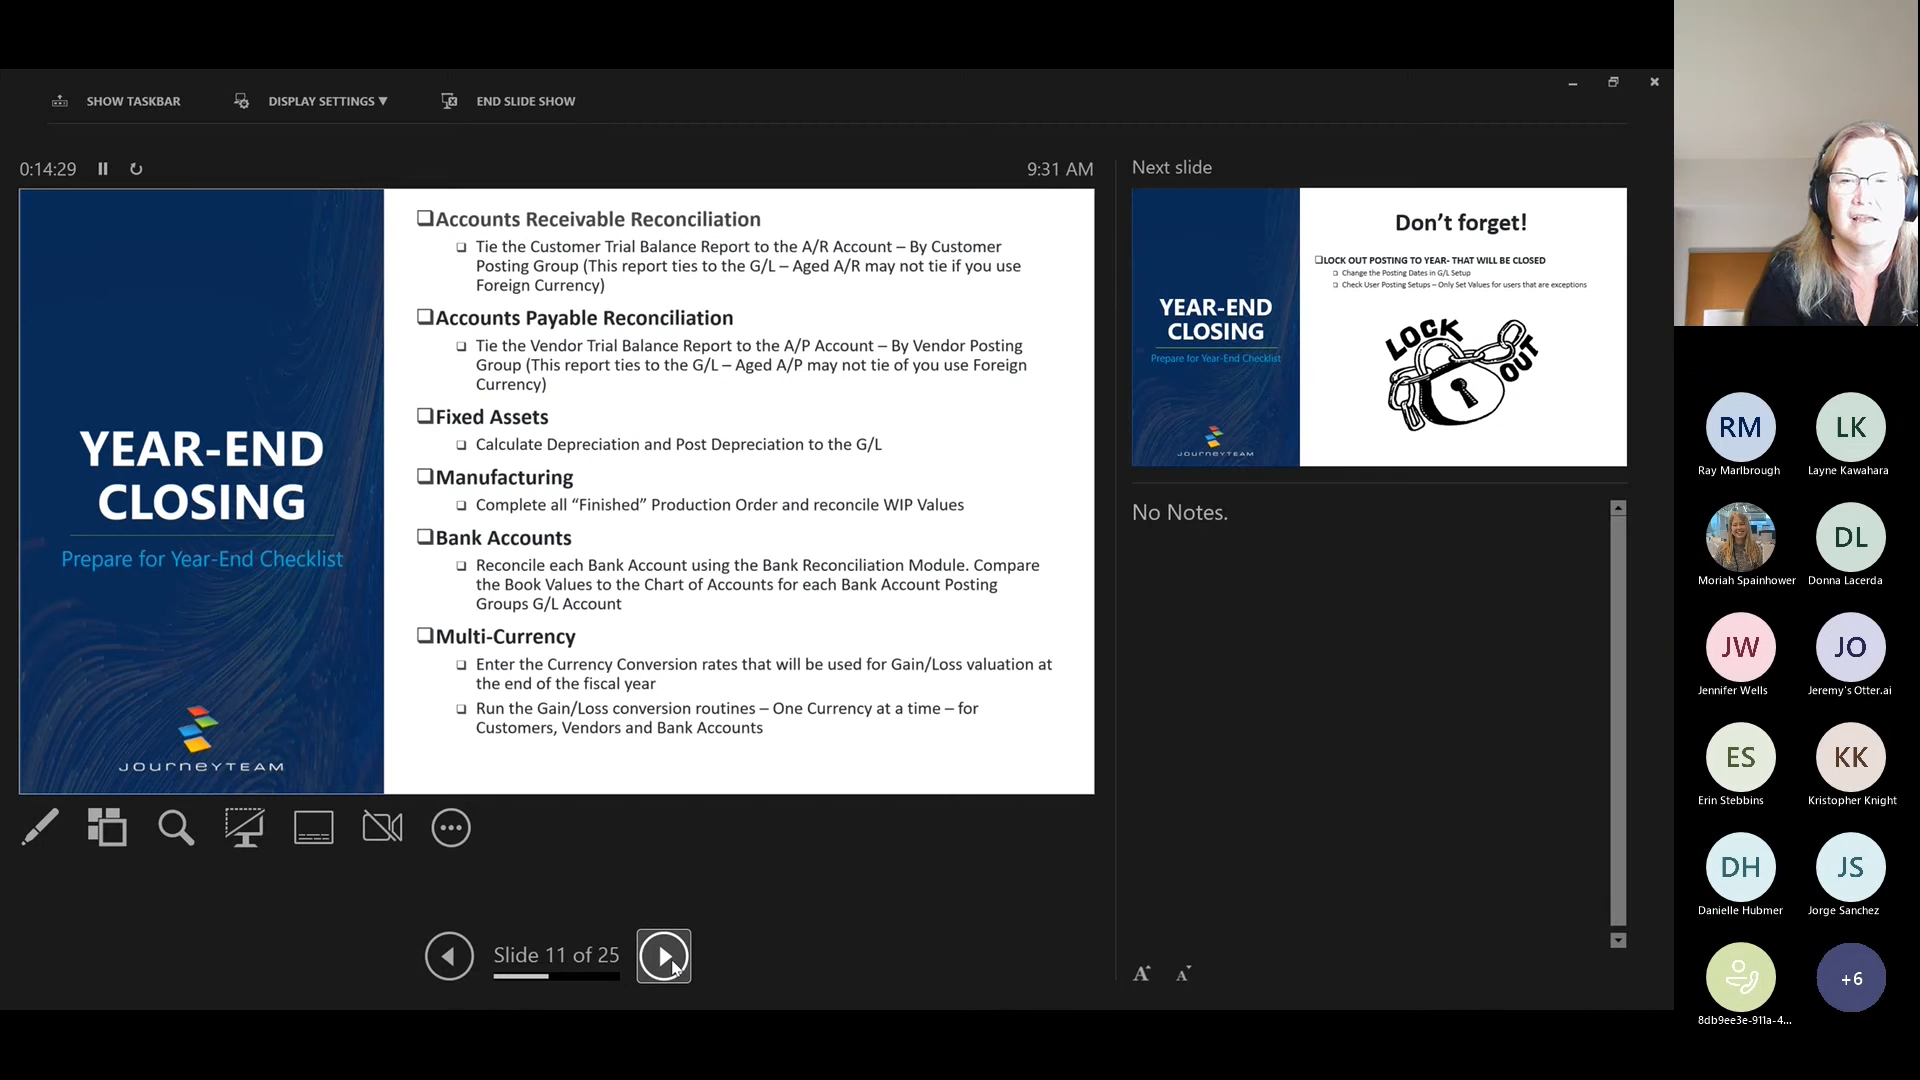 SHOW TASKBAR
DISPLAY SETTINGS ▼
END SLIDE SHOW
0:14:29
9:31 AM
YEAR-END
CLOSING
Prepare for Year-End Checklist
JOURNEYTEAM
❑Accounts Receivable Reconciliation
❑ Tie the Customer Trial Balance Report to the A/R Account – By Customer
Posting Group (This report ties to the G/L – Aged A/R may not tie if you use
Foreign Currency)
❑Accounts Payable Reconciliation
❑ Tie the Vendor Trial Balance Report to the A/P Account – By Vendor Posting
Group (This report ties to the G/L – Aged A/P may not tie of you use Foreign
Currency)
❑Fixed Assets
❑ Calculate Depreciation and Post Depreciation to the G/L
❑Manufacturing
❑ Complete all “Finished” Production Order and reconcile WIP Values
❑Bank Accounts
❑ Reconcile each Bank Account using the Bank Reconciliation Module. Compare
the Book Values to the Chart of Accounts for each Bank Account Posting
Groups G/L Account
❑Multi-Currency
❑ Enter the Currency Conversion rates that will be used for Gain/Loss valuation at
the end of the fiscal year
❑ Run the Gain/Loss conversion routines – One Currency at a time – for
Customers, Vendors and Bank Accounts
Slide 11 of 25
Next slide
YEAR-END
CLOSING
Prepare for Year-End Checklist
JOURNEYTEAM
Don’t forget!
❑LOCK OUT POSTING TO YEAR- THAT WILL BE CLOSED
❑ Change the Posting Dates in G/L Setup
❑ Check User Posting Setups – Only Set Values for users that are exceptions
LOCK
OUT
No Notes.
A A
RM
Ray Marlbrough
LK
Layne Kawahara
Moriah Spainhower
DL
Donna Lacerda
JW
Jennifer Wells
JO
Jeremy's Otter.ai
ES
Erin Stebbins
KK
Kristopher Knight
DH
Danielle Hubmer
JS
Jorge Sanchez
8db9ee3e-911a-4...
+6